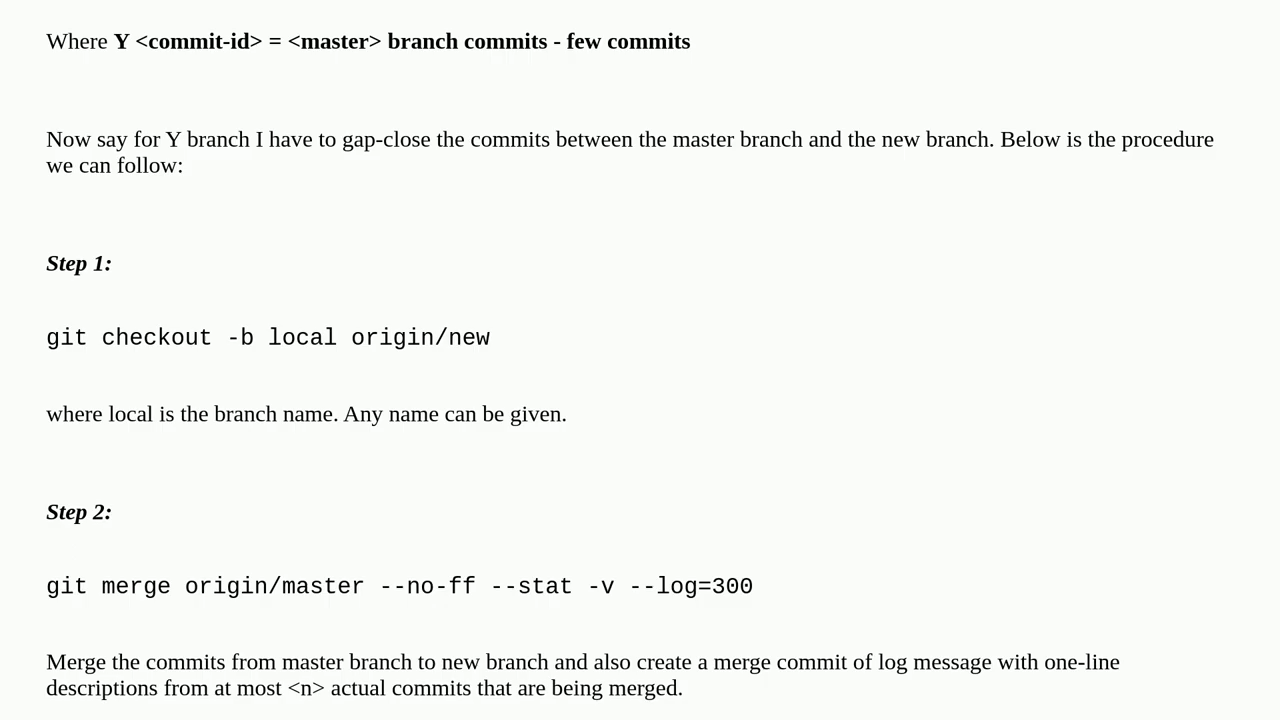 Where Y <commit-id> = <master> branch commits - few commits
Now say for Y branch I have to gap-close the commits between the master branch and the new branch. Below is the procedure
we can follow:
Step 1:
git checkout -b local origin/new
where local is the branch name. Any name can be given.
Step 2:
git merge origin/master --no-ff --stat -v --log=300
Merge the commits from master branch to new branch and also create a merge commit of log message with one-line
descriptions from at most <n> actual commits that are being merged.